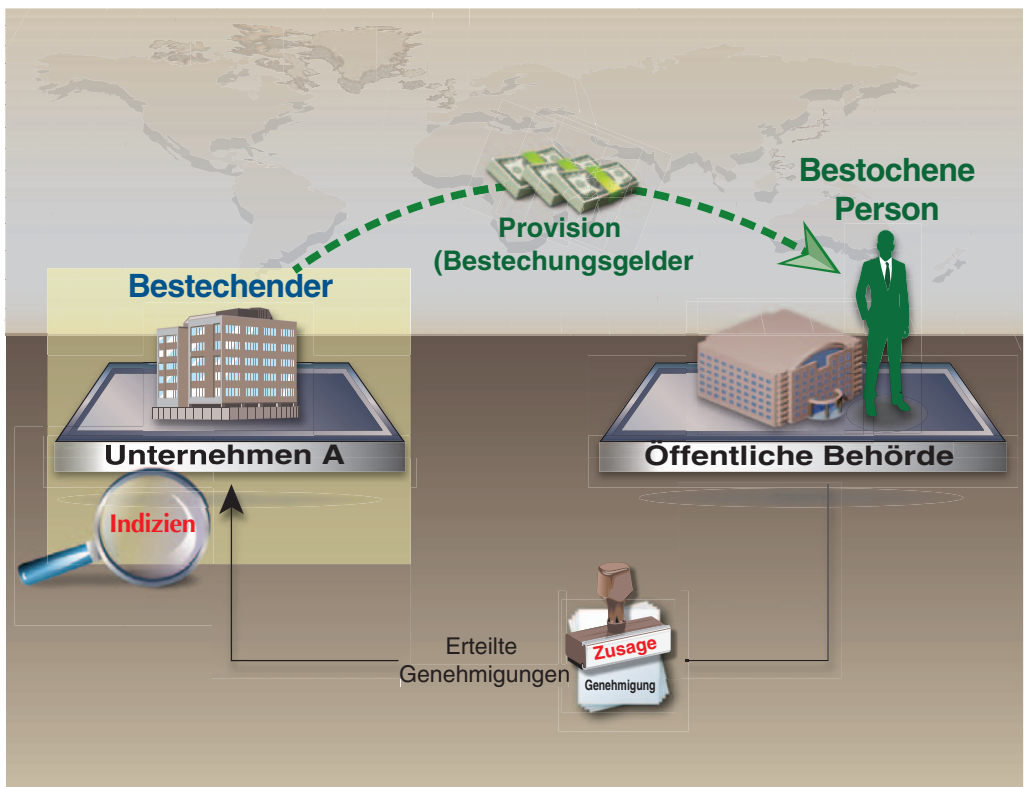 Bestochene
Person
Provision
(Bestechungsgelder
Bestechender
Unternehmen A
Öffentliche Behörde
Indizien
Erteilte
Genehmigungen
Zusage
Genehmigung